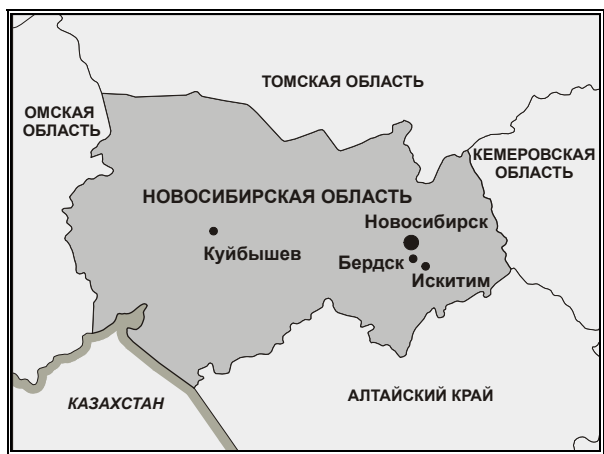 ТОМСКАЯ ОБЛАСТЬ
ОМСКАЯ
ОБЛАСТЬ
КЕМЕРОВСКАЯ
ОБЛАСТЬ
НОВОСИБИРСКАЯ ОБЛАСТЬ
Новосибирск
Куйбышев
Бердск
Искитим
КАЗАХСТАН
АЛТАЙСКИЙ КРАЙ